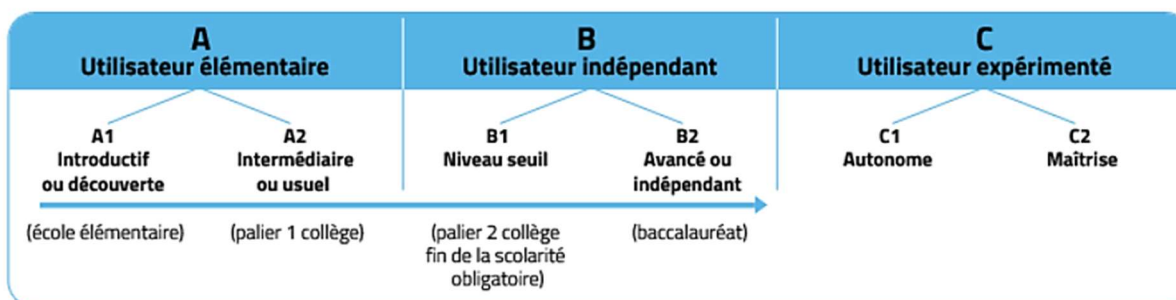 A
Utilisateur élémentaire
B
Utilisateur indépendant
C
Utilisateur expérimenté
A1
Introductif
ou découverte
A2
Intermédiaire
ou usuel
B1
Niveau seuil
B2
Avancé ou
indépendant
C1
Autonome
C2
Maîtrise
(école élémentaire)
(palier 1 collège)
(palier 2 collège
fin de la scolarité
obligatoire)
(baccalauréat)